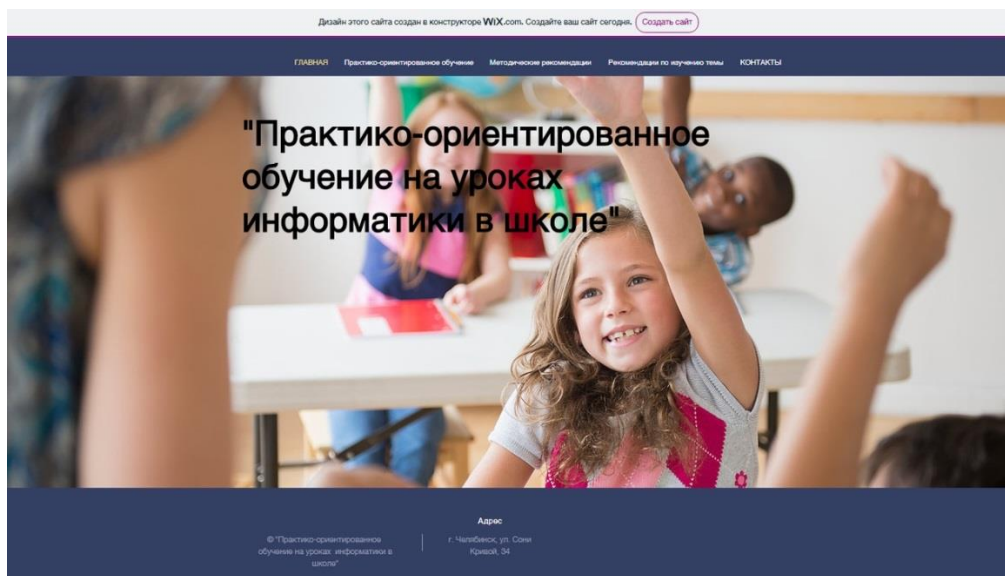 Дизайн этого сайта создан в конструкторе WiX.com. Создайте ваш сайт сегодня. Создать сайт
ГЛАВНАЯ Практико-ориентированное обучение Методические рекомендации Рекомендации по изучению темы КОНТАКТЫ
"Практико-ориентированное
обучение на уроках
информатики в школе"
Адрес
© "Практико-ориентированное
обучение на уроках информатики в
школе"
г. Челябинск, ул. Сони
Кривой, 34